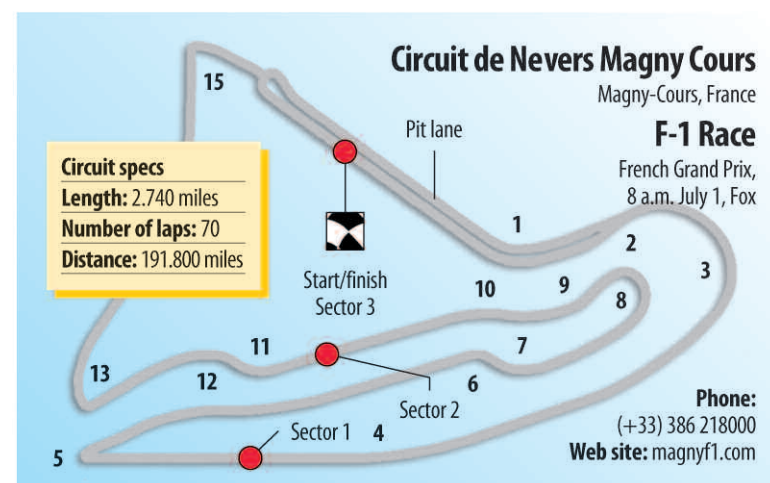 Circuit de Nevers Magny Cours
Magny-Cours, France
F-1 Race
French Grand Prix,
8 a.m. July 1, Fox
15
Pit lane
Circuit specs
Length: 2.740 miles
Number of laps: 70
Distance: 191.800 miles
1
2
3
Start/finish
Sector 3
10
9
8
11
7
13
12
6
Sector 2
Sector 1
4
5
Phone:
(+33) 386 218000
Web site: magnyf1.com